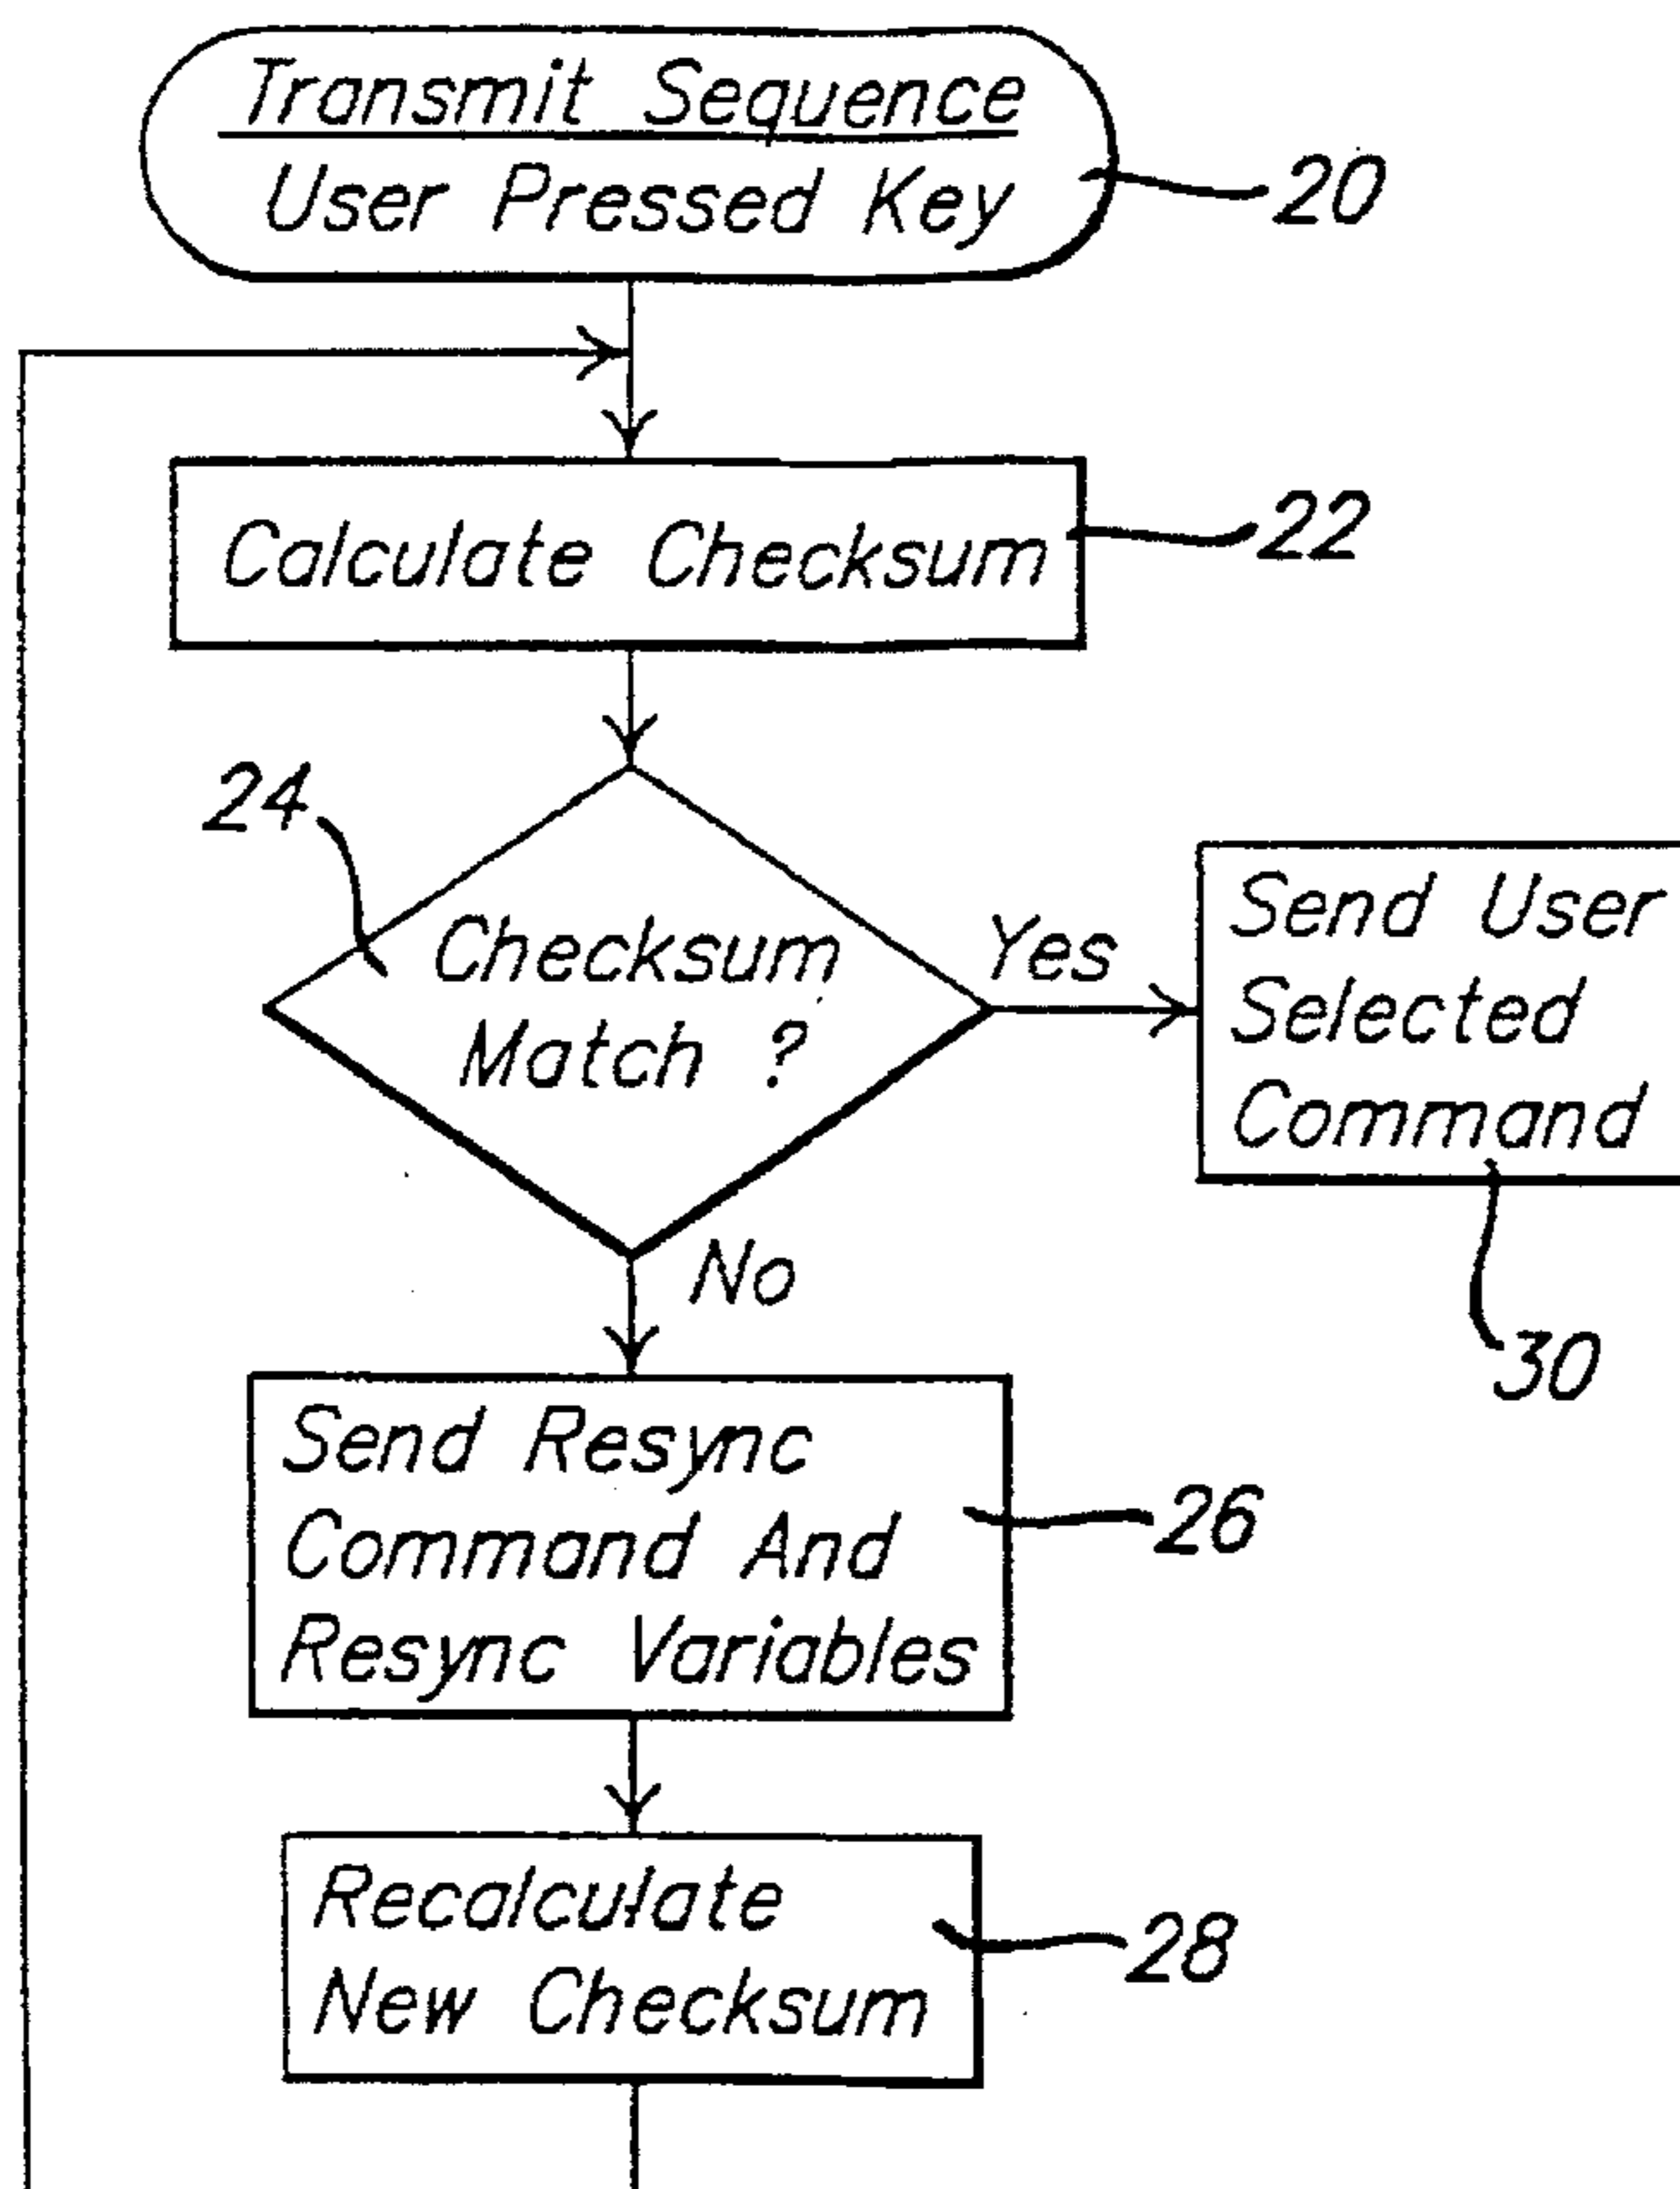 Transmit Sequence
User Pressed Key
20
Calculate Checksum
22
24
Checksum
Match ?
Yes
Send User
Selected
Command
30
No
Send Resync
Command And
Resync Variables
26
Recalculate
New Checksum
28